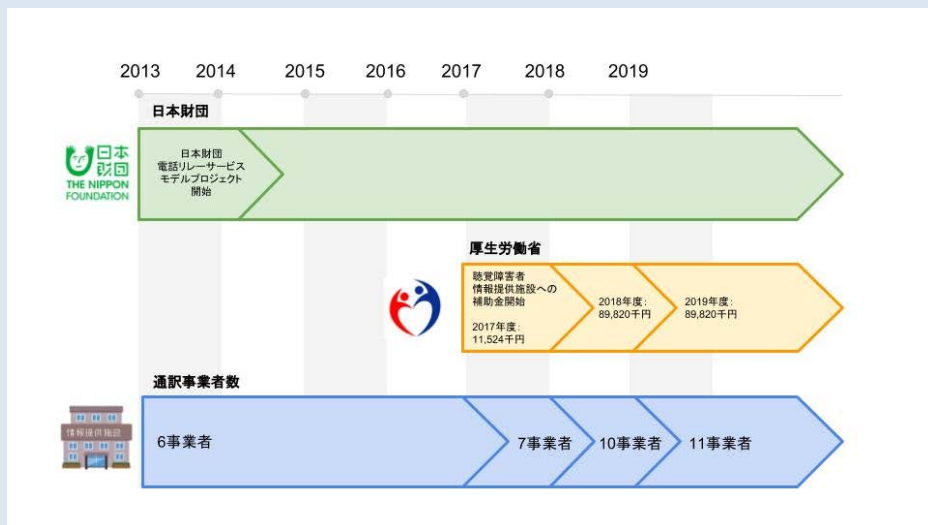 2013 2014 2015 2016 2017 2018 2019
日本財団
日本
財団
THE NIPPON
FOUNDATION
日本財団
電話リレーサービス
モデルプロジェクト
開始
厚生労働省
聴覚障害者
情報提供施設への
補助金開始
2017年度：
11,524千円
2018年度：
89,820千円
2019年度：
89,820千円
通訳事業者数
情報提供施設
6事業者
7事業者
10事業者
11事業者